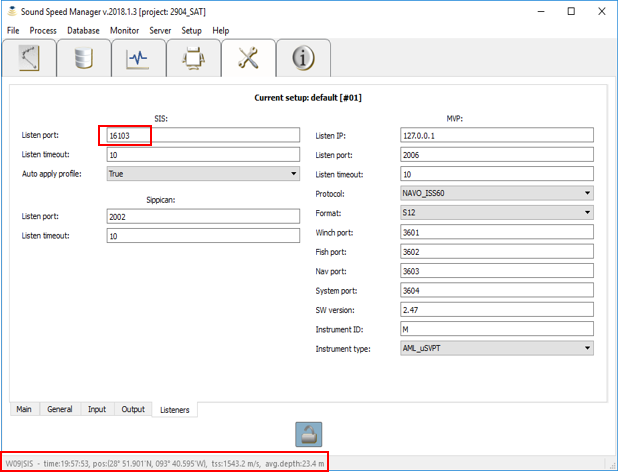 Sound Speed Manager v.2018.1.3 [project: 2904_SAT]
File Process Database Monitor Server Setup Help
Current setup: default [#01]
SIS:
Listen port: 16103
Listen timeout: 10
Auto apply profile: True
Sippican:
Listen port: 2002
Listen timeout: 10
MVP:
Listen IP: 127.0.0.1
Listen port: 2006
Listen timeout: 10
Protocol: NAVO_ISS60
Format: S12
Winch port: 3601
Fish port: 3602
Nav port: 3603
System port: 3604
SW version: 2.47
Instrument ID: M
Instrument type: AML_uSVPT
Main General Input Output Listeners
W09|SIS - time:19:57:53, pos:(28° 51.901'N, 093° 40.595'W), tss:1543.2 m/s, avg.depth:23.4 m